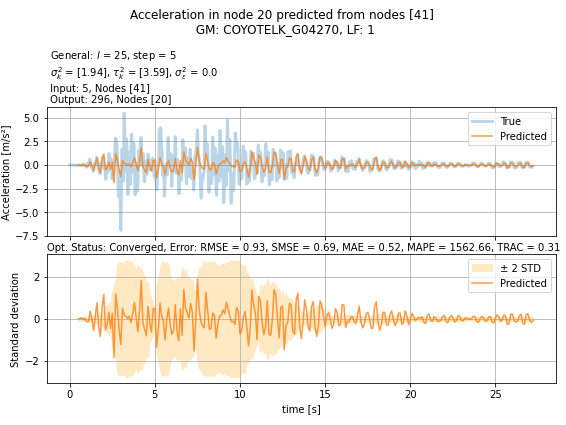 Acceleration in node 20 predicted from nodes [41]
GM: COYOTELK_G04270, LF: 1
General: l = 25, step = 5
σ²ₖ = [1.94], τ²ₖ = [3.59], σ²ε = 0.0
Input: 5, Nodes [41]
Output: 296, Nodes [20]
5.0
2.5
0.0
−2.5
−5.0
−7.5
Acceleration [m/s²]
True
Predicted
Opt. Status: Converged, Error: RMSE = 0.93, SMSE = 0.69, MAE = 0.52, MAPE = 1562.66, TRAC = 0.31
2
0
−2
Standard deviation
± 2 STD
Predicted
0 5 10 15 20 25
time [s]